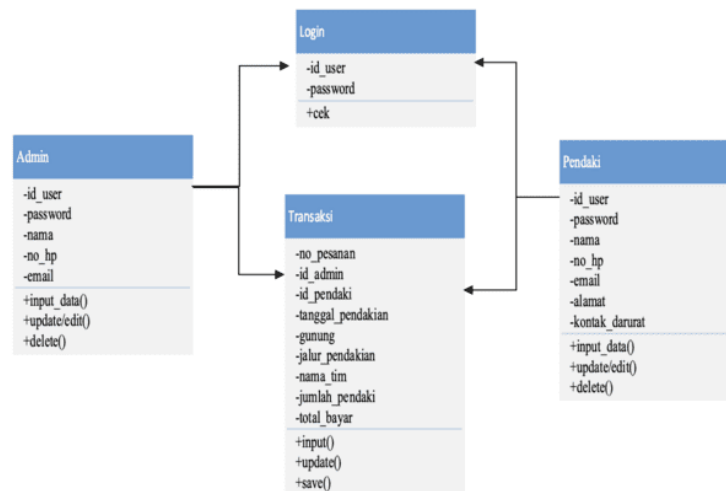 Login
-id_user
-password
+cek
Admin
-id_user
-password
-nama
-no_hp
-email
+input_data()
+update/edit()
+delete()
Transaksi
-no_pesanan
-id_admin
-id_pendaki
-tanggal_pendakian
-gunung
-jalur_pendakian
-nama_tim
-jumlah_pendaki
-total_bayar
+input()
+update()
+save()
Pendaki
-id_user
-password
-nama
-no_hp
-email
-alamat
-kontak_darurat
+input_data()
+update/edit()
+delete()